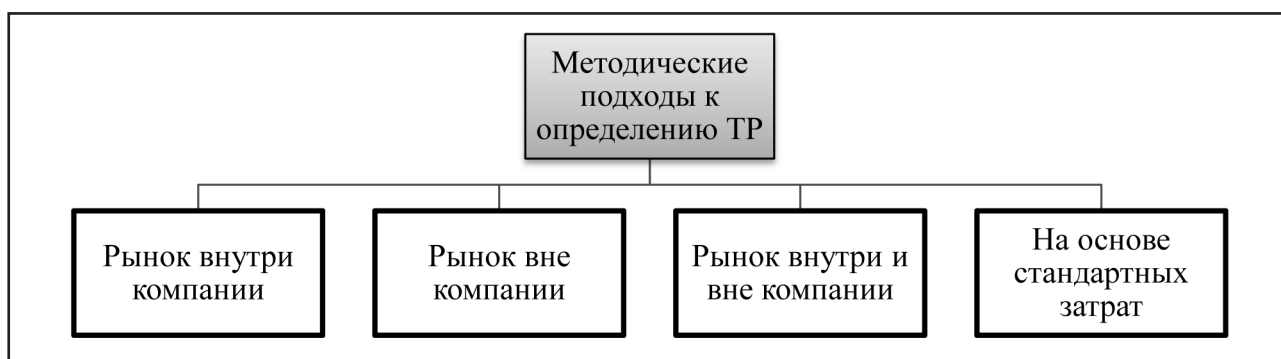 Методические
подходы к
определению ТР
Рынок внутри
компании
Рынок вне
компании
Рынок внутри и
вне компании
На основе
стандартных
затрат